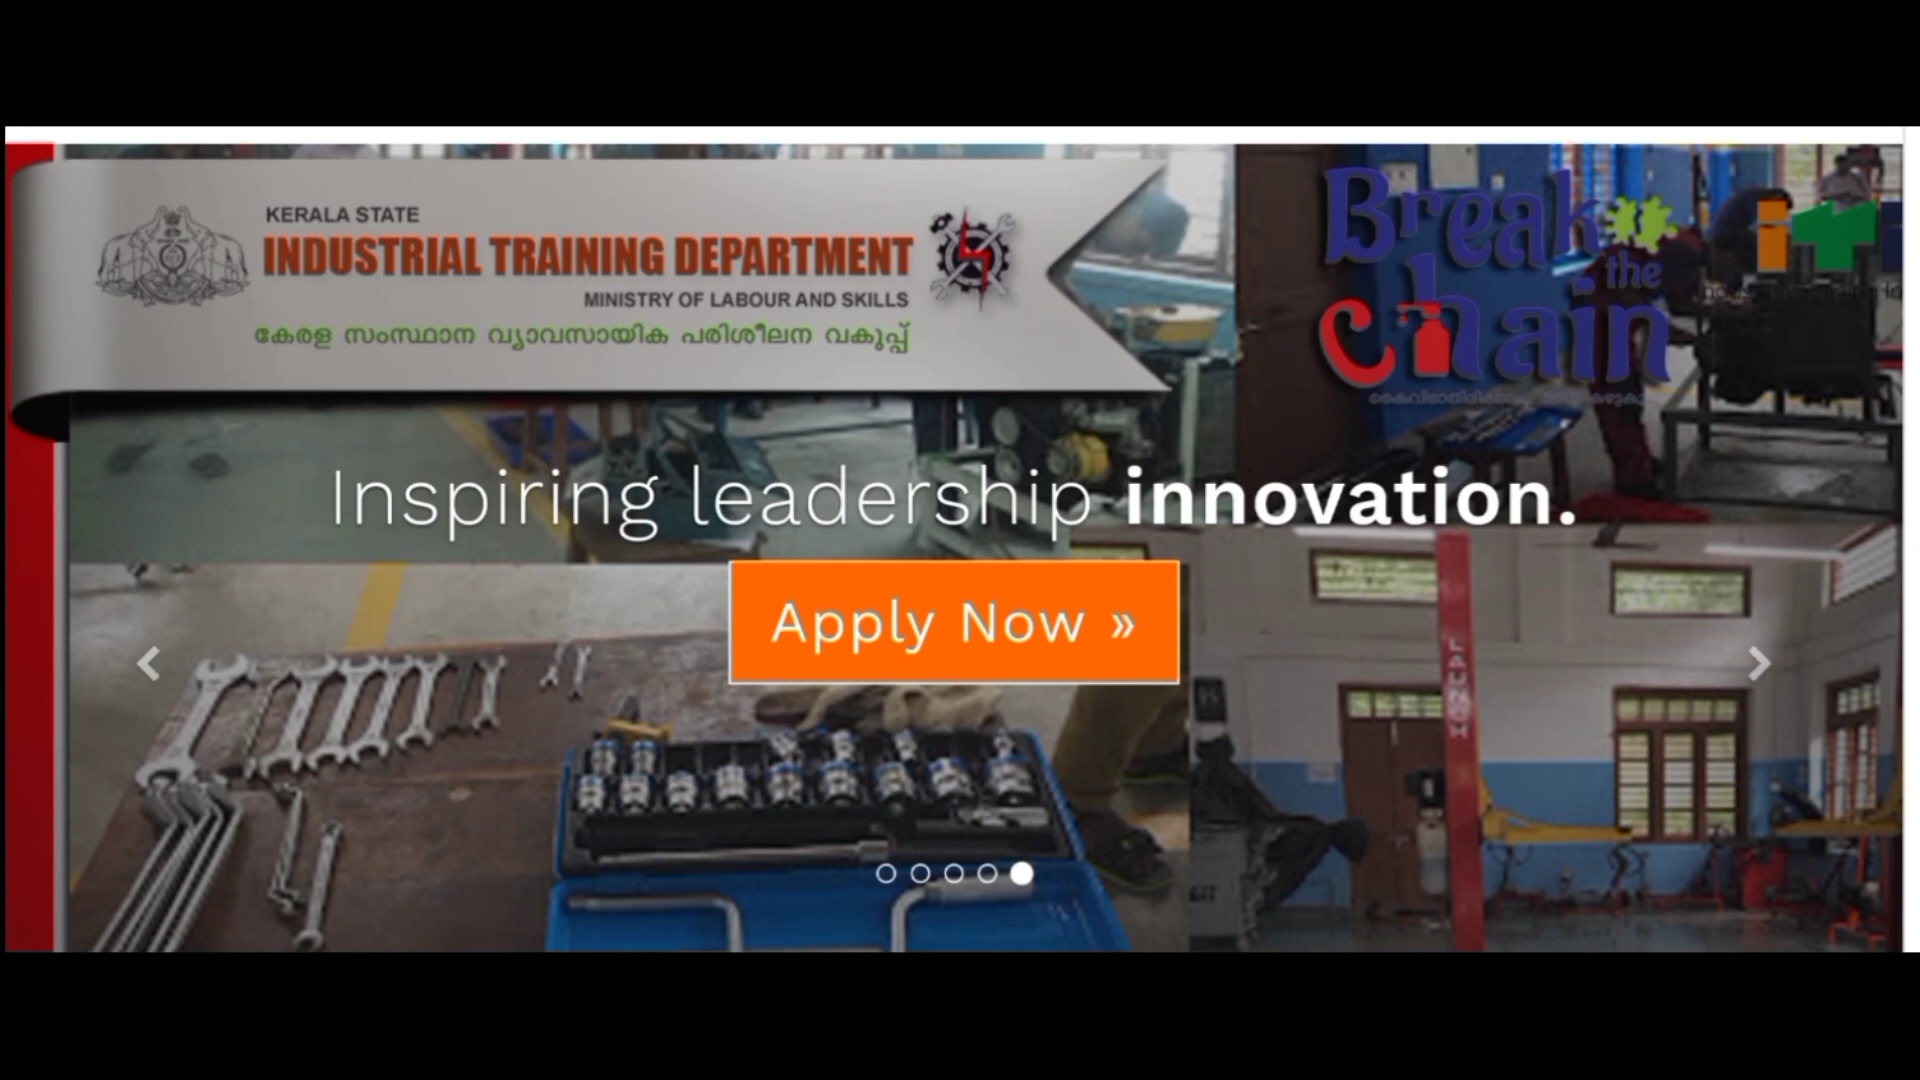 KERALA STATE
INDUSTRIAL TRAINING DEPARTMENT
MINISTRY OF LABOUR AND SKILLS
കേരള സംസ്ഥാന വ്യാവസായിക പരിശീലന വകുപ്പ്
Break
the
Chain
Inspiring leadership innovation.
Apply Now »
LAUNCH